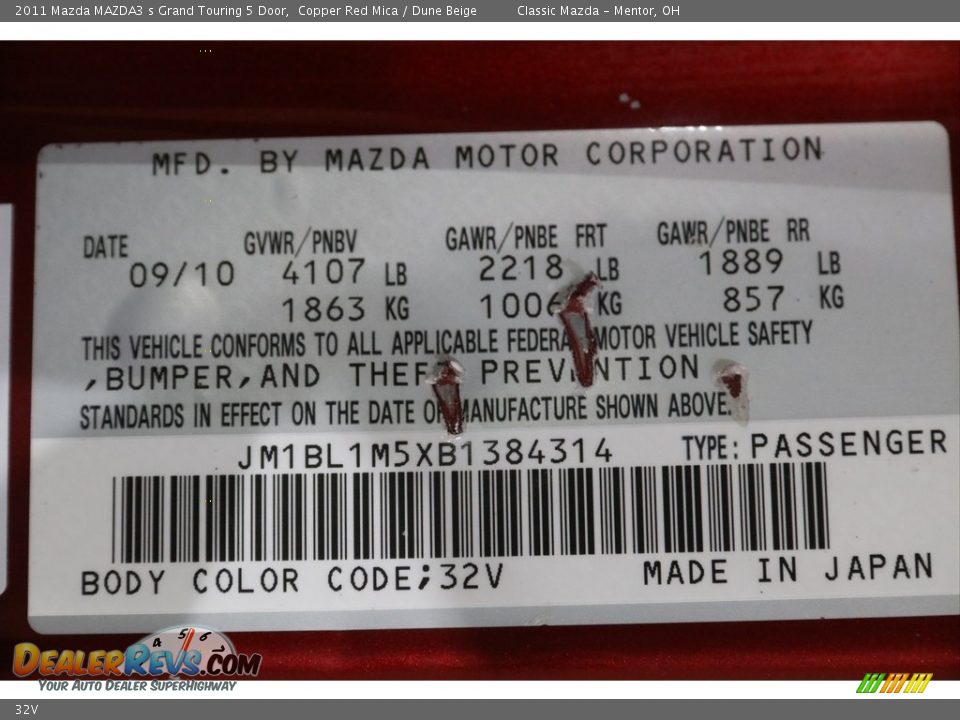 2011 Mazda MAZDA3 s Grand Touring 5 Door, Copper Red Mica / Dune Beige Classic Mazda - Mentor, OH
MFD. BY MAZDA MOTOR CORPORATION
DATE GVWR/PNBV GAWR/PNBE FRT GAWR/PNBE RR
09/10 4107 LB 2218 LB 1889 LB
1863 KG 1006 KG 857 KG
THIS VEHICLE CONFORMS TO ALL APPLICABLE FEDERAL MOTOR VEHICLE SAFETY
,BUMPER,AND THEFT PREVENTION
STANDARDS IN EFFECT ON THE DATE OF MANUFACTURE SHOWN ABOVE.
JM1BL1M5XB1384314 TYPE: PASSENGER
BODY COLOR CODE;32V MADE IN JAPAN
4 5 6
DEALERREVS.COM
YOUR AUTO DEALER SUPERHIGHWAY
32V